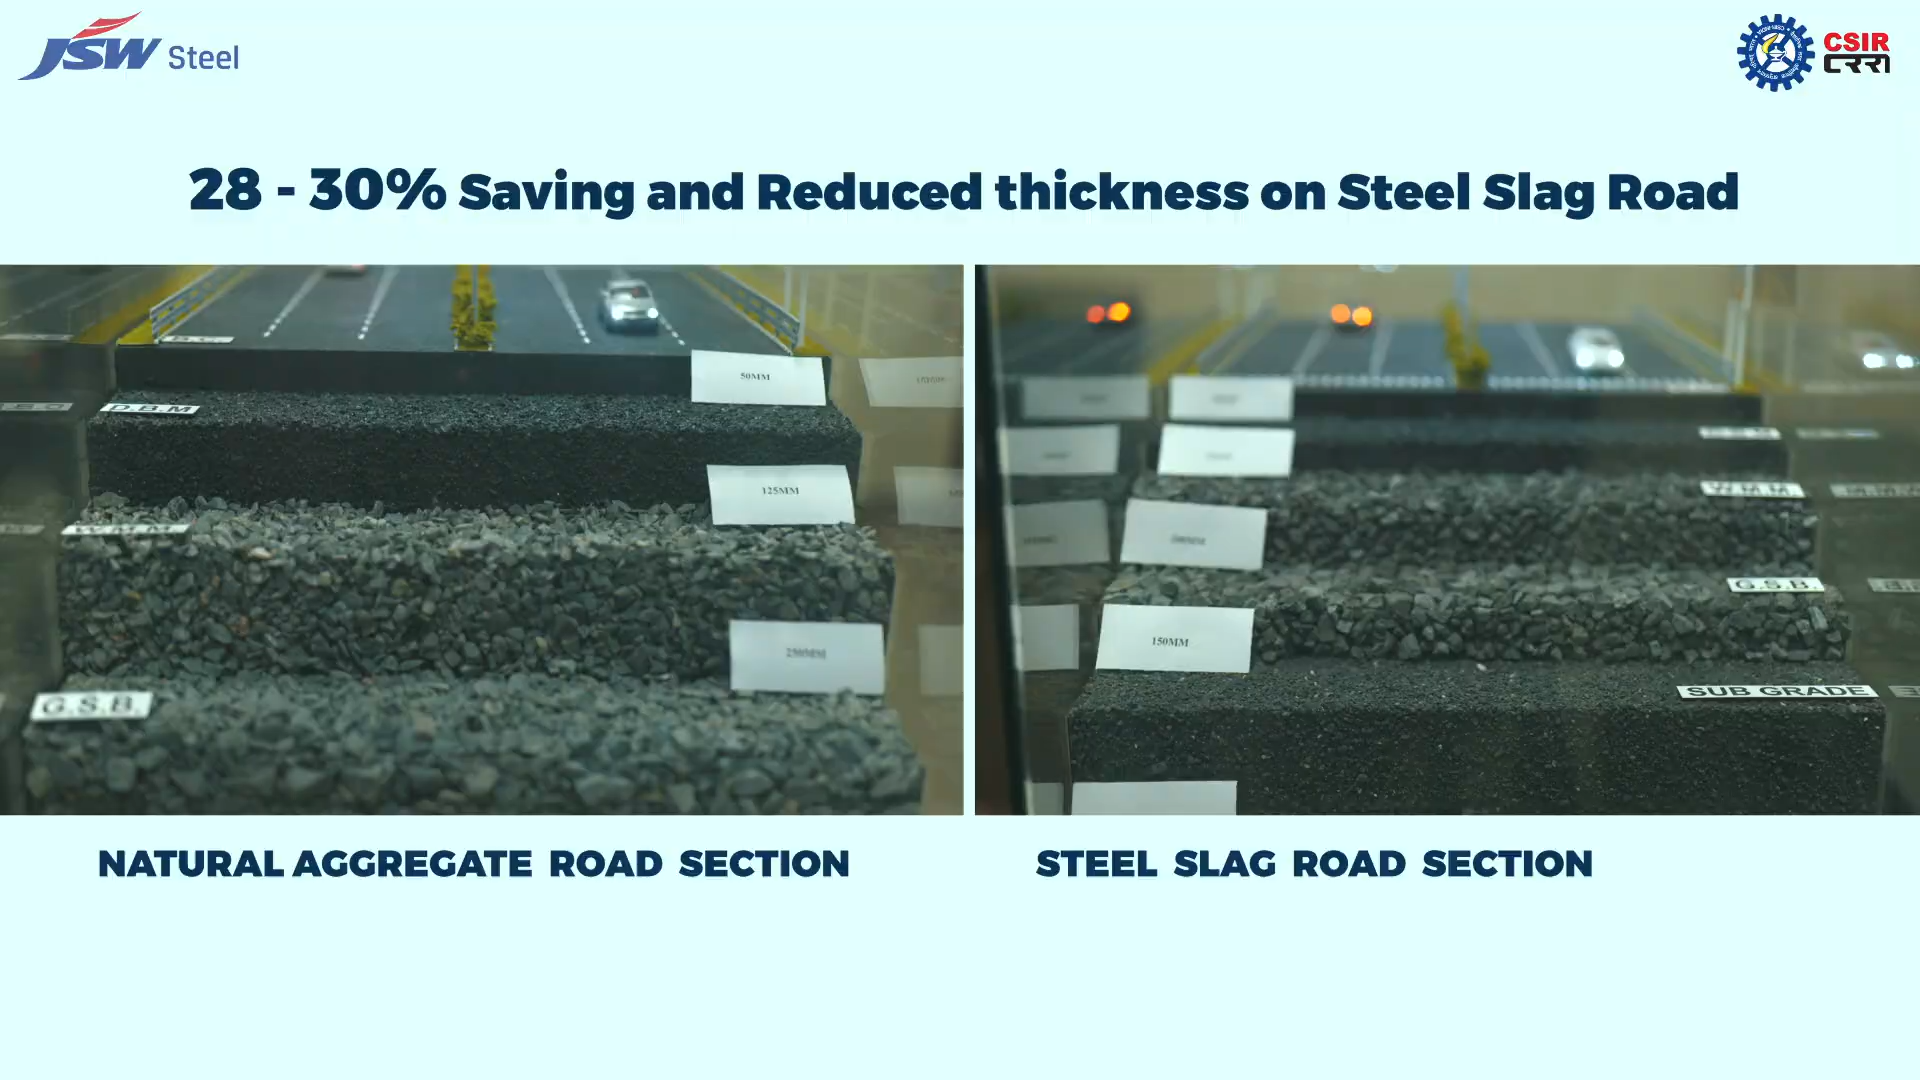 JSW Steel
CSIR
28 - 30% Saving and Reduced thickness on Steel Slag Road
B.C.
50MM
D.B.M
125MM
W.M.M
250MM
G.S.B.
W M M
G.S.B.
150MM
SUB GRADE
NATURAL AGGREGATE ROAD SECTION
STEEL SLAG ROAD SECTION